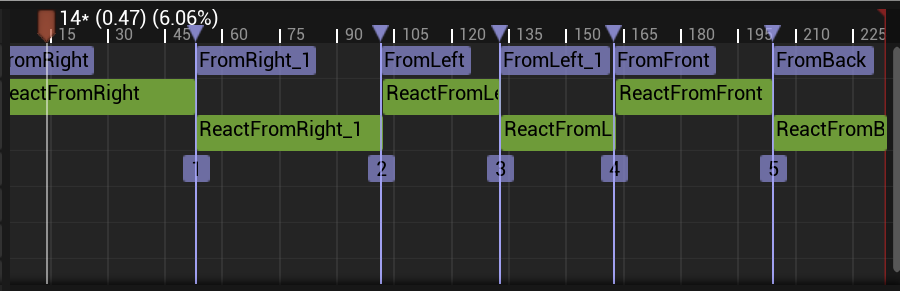 14* (0.47) (6.06%)
15 30 45 60 75 90 105 120 135 150 165 180 195 210 225
romRight FromRight_1 FromLeft FromLeft_1 FromFront FromBack
eactFromRight ReactFromLe ReactFromFront
ReactFromRight_1 ReactFromL ReactFromB
1 2 3 4 5